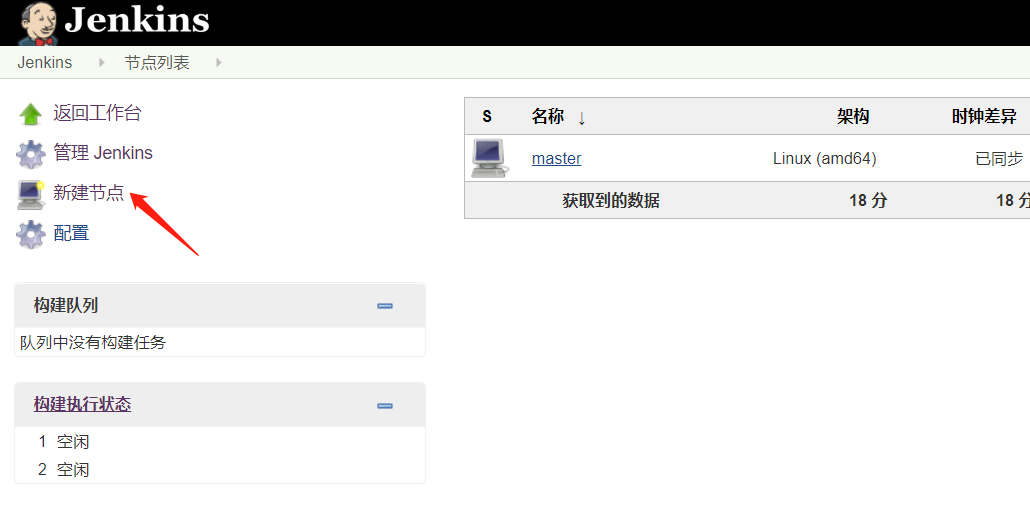 Jenkins
Jenkins 节点列表
返回工作台
管理 Jenkins
新建节点
配置
构建队列
队列中没有构建任务
构建执行状态
1 空闲
2 空闲
S 名称 ↓ 架构 时钟差异
master Linux (amd64) 已同步
获取到的数据 18 分 18 分